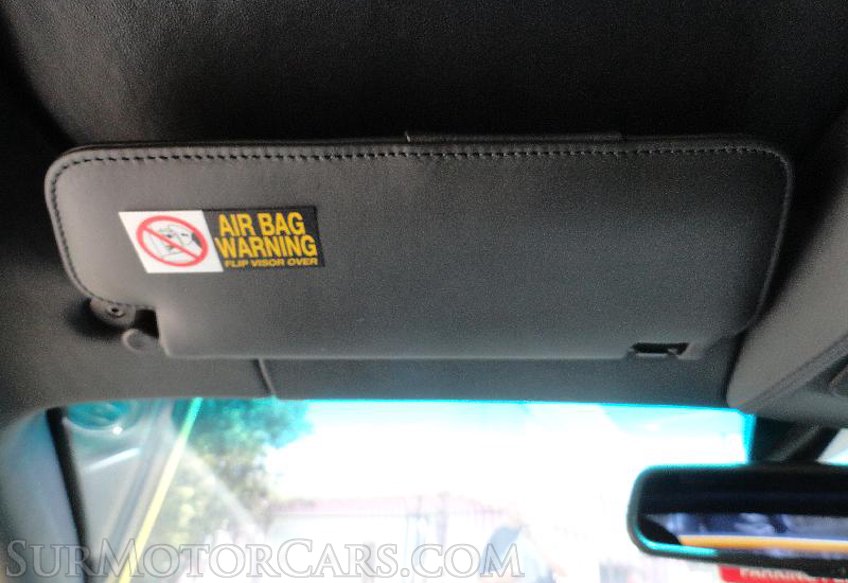 AIR BAG
WARNING
FLIP VISOR OVER
SURMOTORCARS.COM